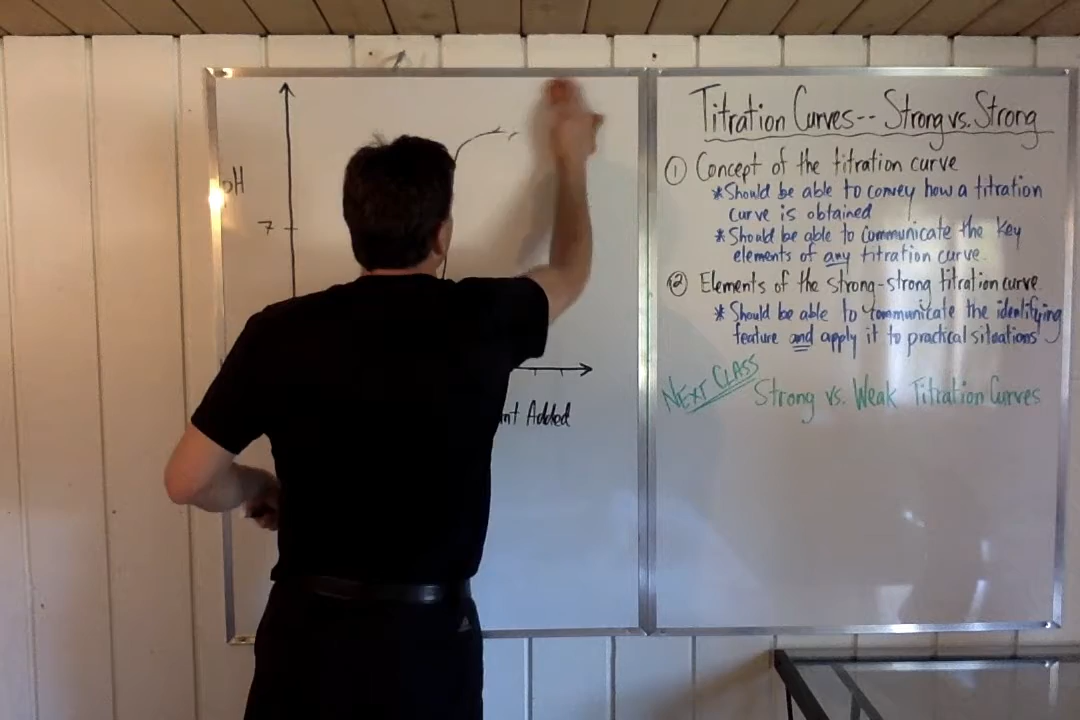 pH
7
Added
Titration Curves-- Strong vs. Strong
① Concept of the titration curve
*Should be able to convey how a titration
curve is obtained
*Should be able to communicate the key
elements of any titration curve.
② Elements of the strong-strong titration curve.
*Should be able to communicate the identifying
feature and apply it to practical situations
NEXT CLASS Strong vs. Weak Titration Curves